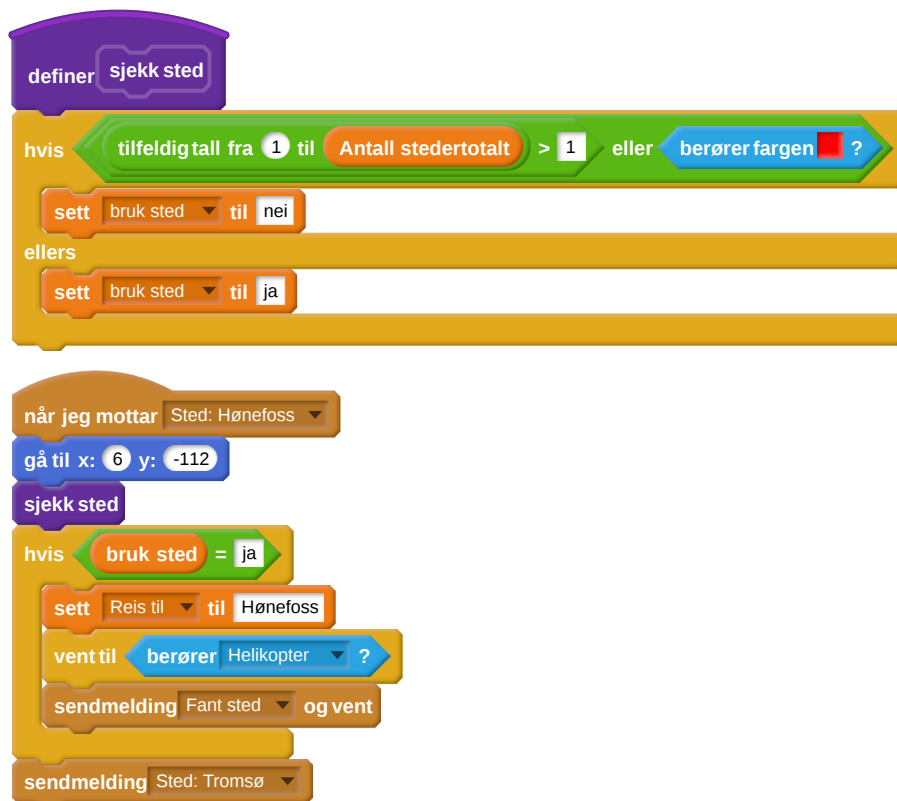 definer sjekk sted
hvis tilfeldig tall fra 1 til Antall stedertotalt > 1 eller berører fargen ?
sett bruk sted til nei
ellers
sett bruk sted til ja
når jeg mottar Sted: Hønefoss
gå til x: 6 y: -112
sjekk sted
hvis bruk sted = ja
sett Reis til til Hønefoss
vent til berører Helikopter ?
sendmelding Fant sted og vent
sendmelding Sted: Tromsø